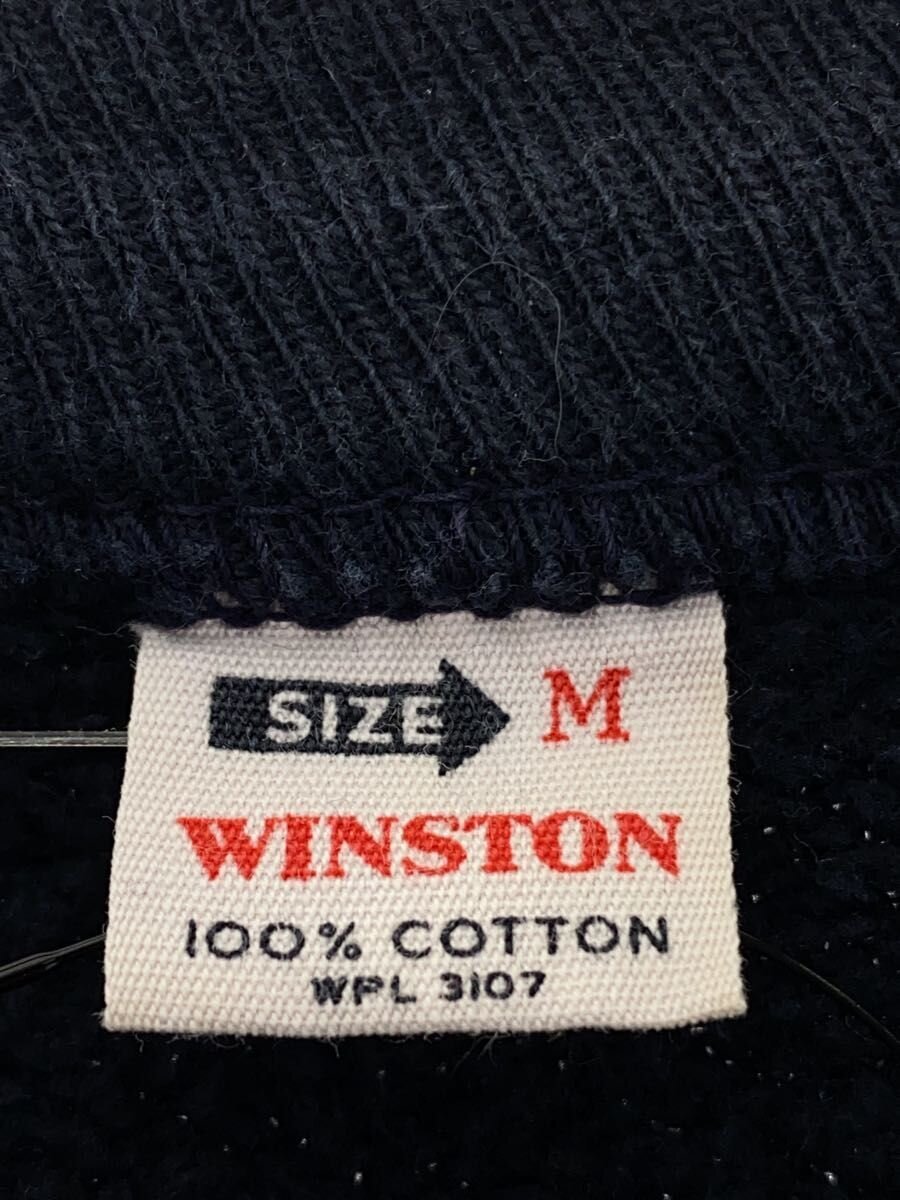 SIZE M
WINSTON
100% COTTON
WPL 3107